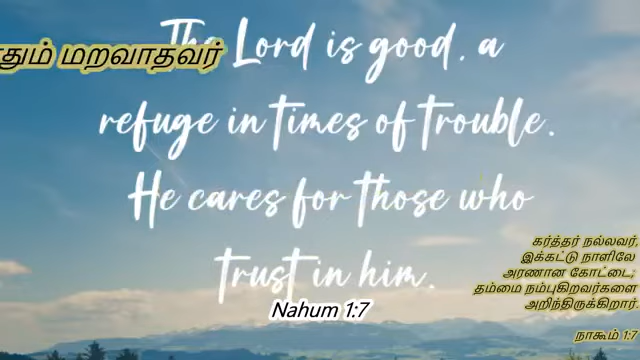 தும் மறவாதவர்
The Lord is good, a
refuge in times of trouble.
He cares for those who
trust in him.
Nahum 1:7
கர்த்தர் நல்லவர்,
இக்கட்டு நாளிலே
அரணான கோட்டை;
தம்மை நம்புகிறவர்களை
அறிந்திருக்கிறார்.
நாகூம் 1:7